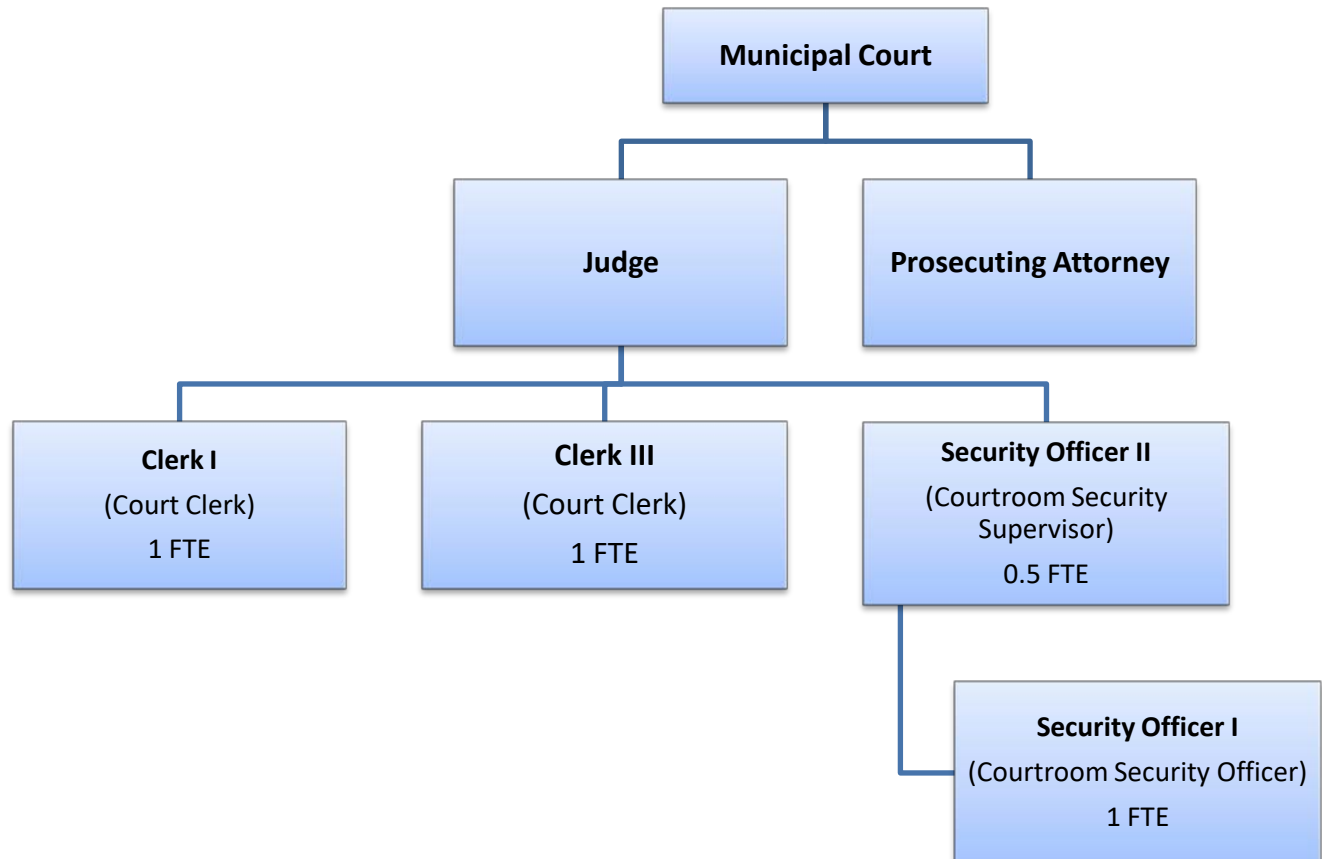 Municipal Court
Judge
Prosecuting Attorney
Clerk I
(Court Clerk)
1 FTE
Clerk III
(Court Clerk)
1 FTE
Security Officer II
(Courtroom Security
Supervisor)
0.5 FTE
Security Officer I
(Courtroom Security Officer)
1 FTE